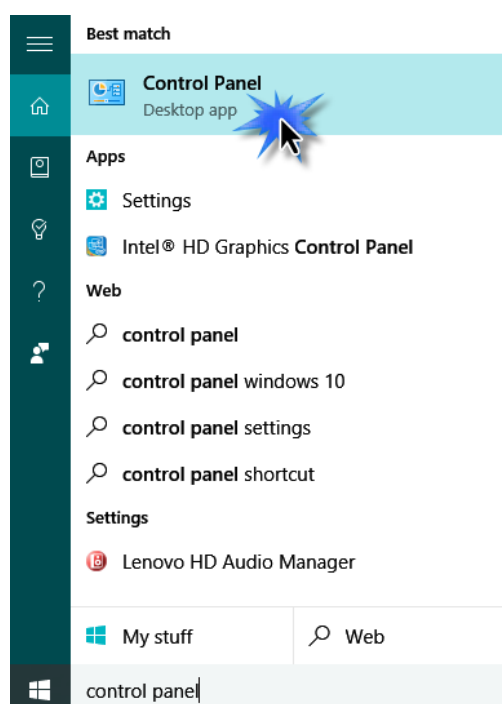 Best match
Control Panel
Desktop app
Apps
Settings
Intel® HD Graphics Control Panel
Web
control panel
control panel windows 10
control panel settings
control panel shortcut
Settings
Lenovo HD Audio Manager
My stuff
Web
control panel